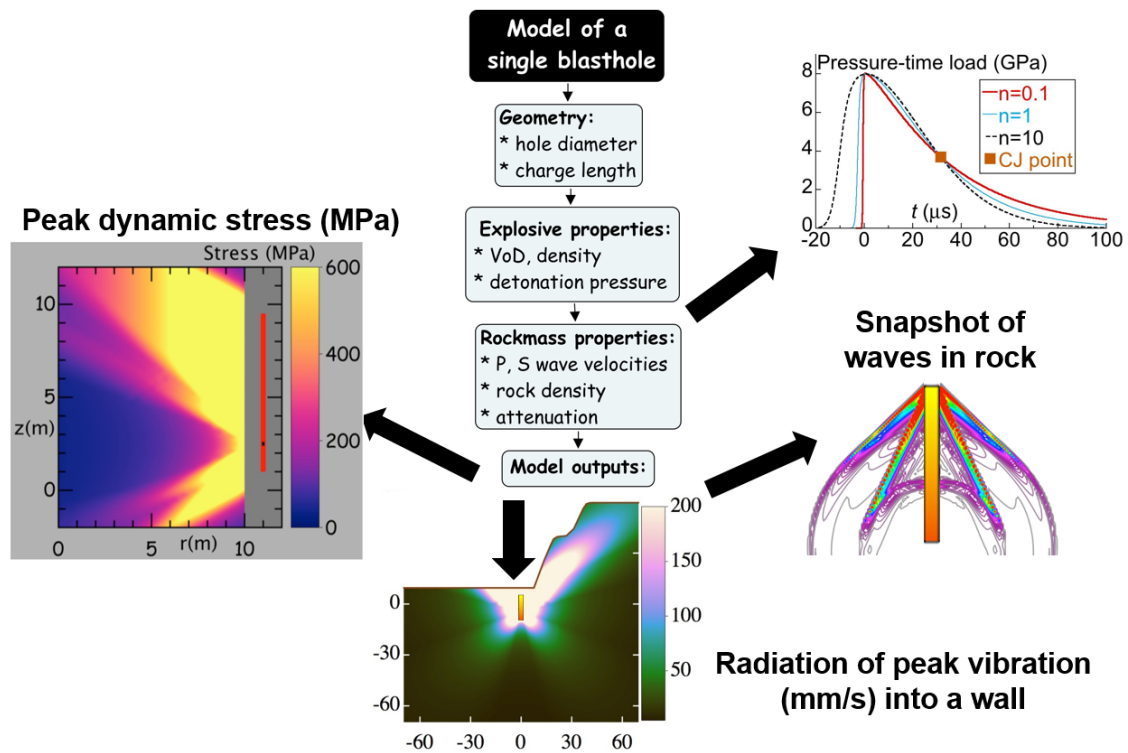 Model of a
single blasthole
Geometry:
* hole diameter
* charge length
Explosive properties:
* VoD, density
* detonation pressure
Rockmass properties:
* P, S wave velocities
* rock density
* attenuation
Model outputs:
Pressure-time load (GPa)
8
6
4
2
0
n=0.1
n=1
n=10
CJ point
t (μs)
-20 0 20 40 60 80 100
Peak dynamic stress (MPa)
Stress (MPa)
10
5
z(m)
0
0 5 10
r(m)
600
400
200
0
Snapshot of
waves in rock
200
150
100
50
0
-30
-60
-60 -30 0 30 60
Radiation of peak vibration
(mm/s) into a wall